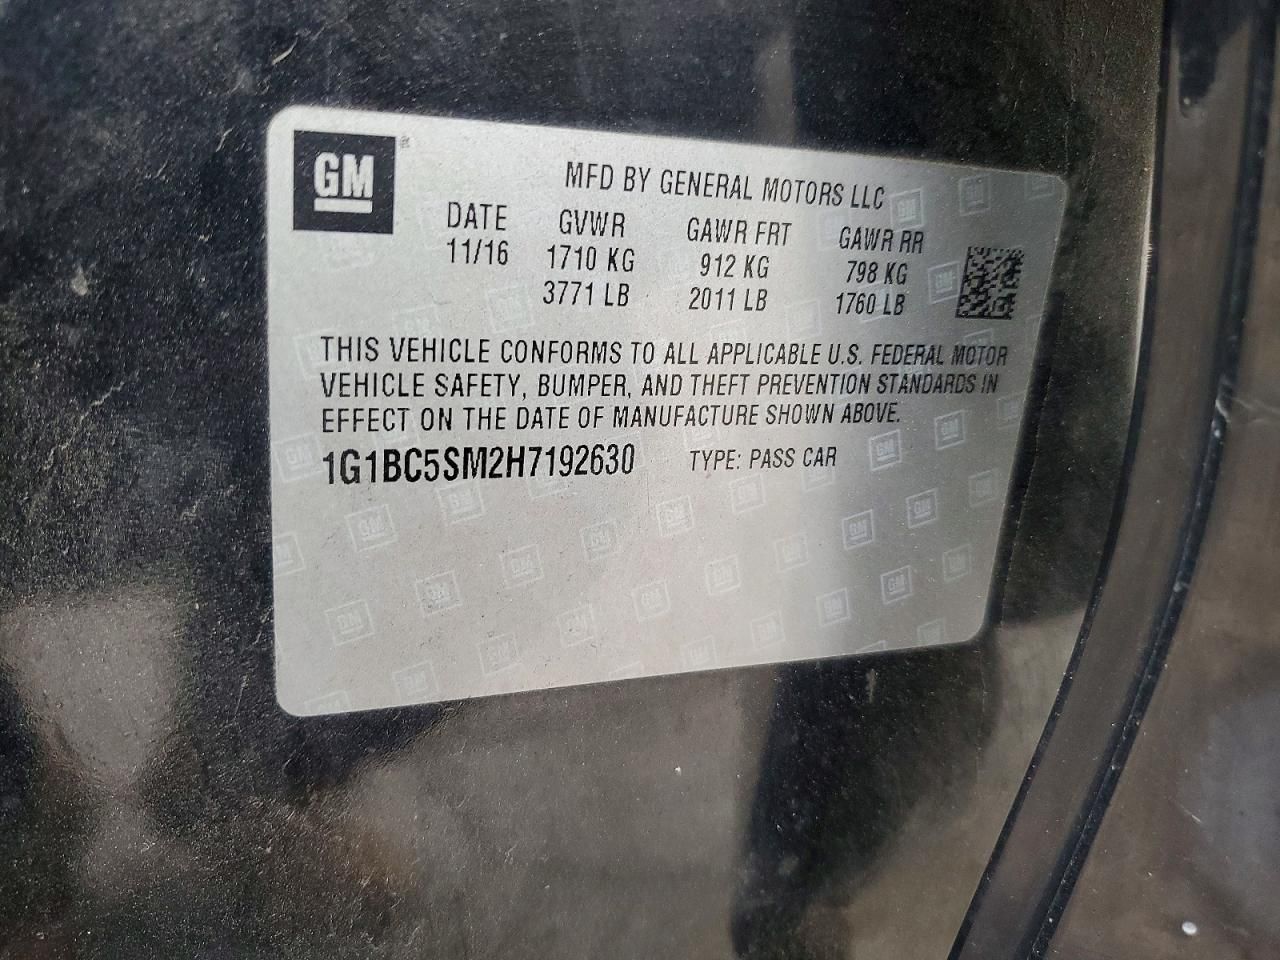 GM
MFD BY GENERAL MOTORS LLC
DATE GVWR GAWR FRT GAWR RR
11/16 1710 KG 912 KG 798 KG
3771 LB 2011 LB 1760 LB
THIS VEHICLE CONFORMS TO ALL APPLICABLE U.S. FEDERAL MOTOR
VEHICLE SAFETY, BUMPER, AND THEFT PREVENTION STANDARDS IN
EFFECT ON THE DATE OF MANUFACTURE SHOWN ABOVE.
1G1BC5SM2H7192630 TYPE: PASS CAR